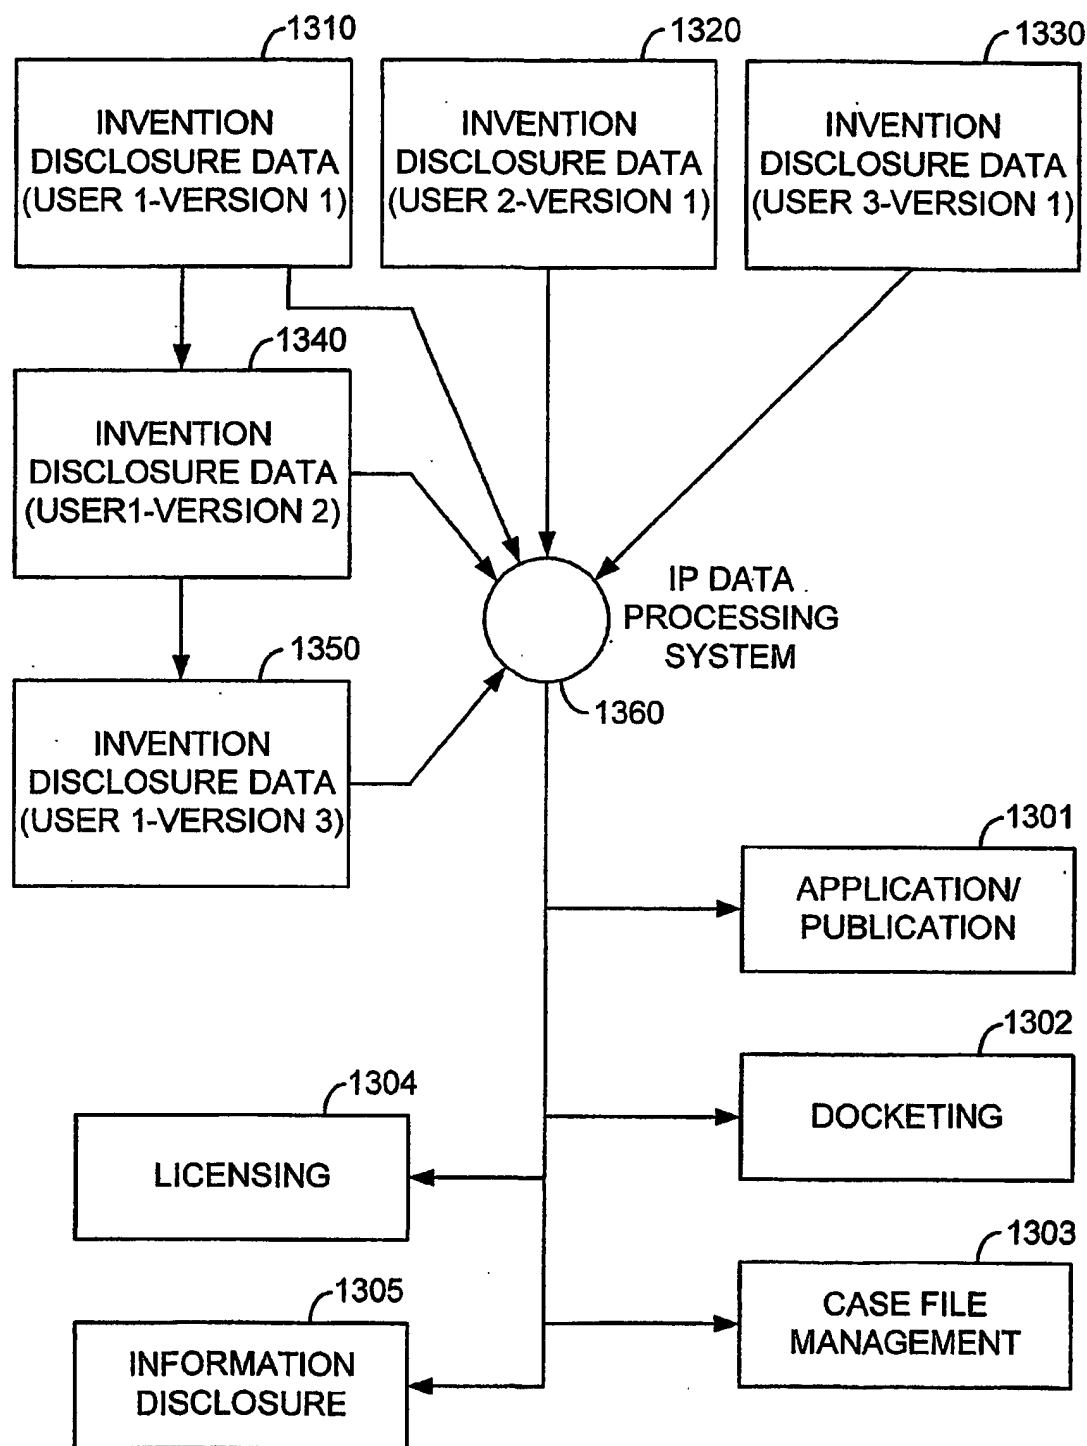 1310
1320
1330
INVENTION
DISCLOSURE DATA
(USER 1-VERSION 1)
INVENTION
DISCLOSURE DATA
(USER 2-VERSION 1)
INVENTION
DISCLOSURE DATA
(USER 3-VERSION 1)
1340
INVENTION
DISCLOSURE DATA
(USER1-VERSION 2)
IP DATA
PROCESSING
SYSTEM
1360
1350
INVENTION
DISCLOSURE DATA
(USER 1-VERSION 3)
1301
APPLICATION/
PUBLICATION
1302
DOCKETING
1304
LICENSING
1303
CASE FILE
MANAGEMENT
1305
INFORMATION
DISCLOSURE